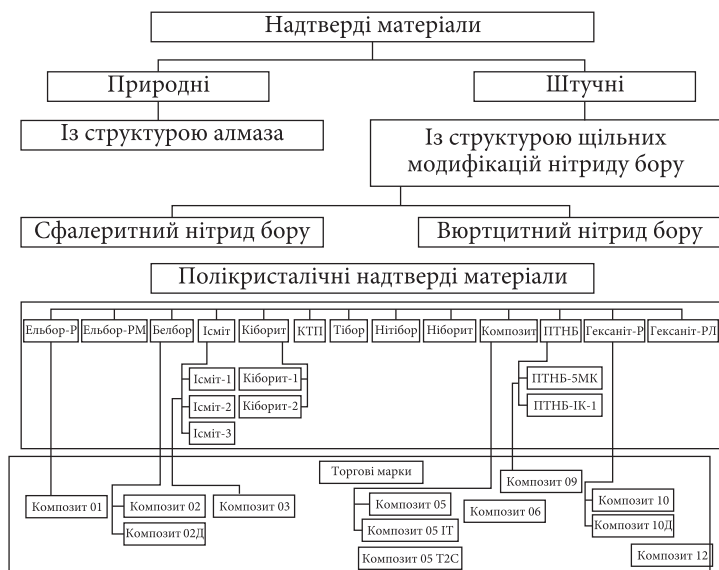 Надтверді матеріали
Природні
Штучні
Із структурою алмаза
Із структурою щільних
модифікацій нітриду бору
Сфалеритний нітрид бору
Вюртцитний нітрид бору
Полікристалічні надтверді матеріали
Ельбор-Р
Ельбор-РМ
Белбор
Ісміт
Кіборит
КТП
Тібор
Нітібор
Ніборит
Композит
ПТНБ
Гексаніт-Р
Гексаніт-РЛ
Ісміт-1
Кіборит-1
ПТНБ-5МК
Ісміт-2
Кіборит-2
ПТНБ-ІК-1
Ісміт-3
Торгові марки
Композит 01
Композит 02
Композит 02Д
Композит 03
Композит 05
Композит 05 ІТ
Композит 05 Т2С
Композит 06
Композит 09
Композит 10
Композит 10Д
Композит 12